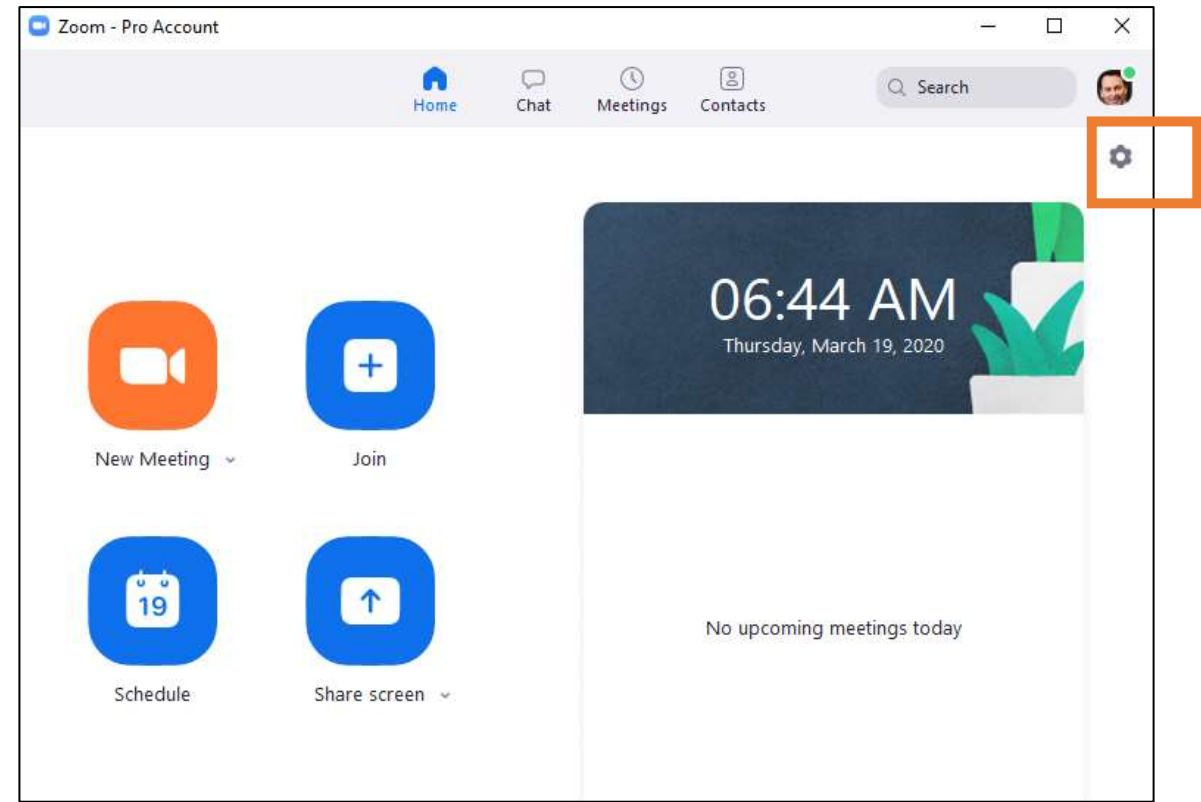 Zoom - Pro Account
Home Chat Meetings Contacts Search
06:44 AM
Thursday, March 19, 2020
New Meeting Join
19
Schedule Share screen
No upcoming meetings today